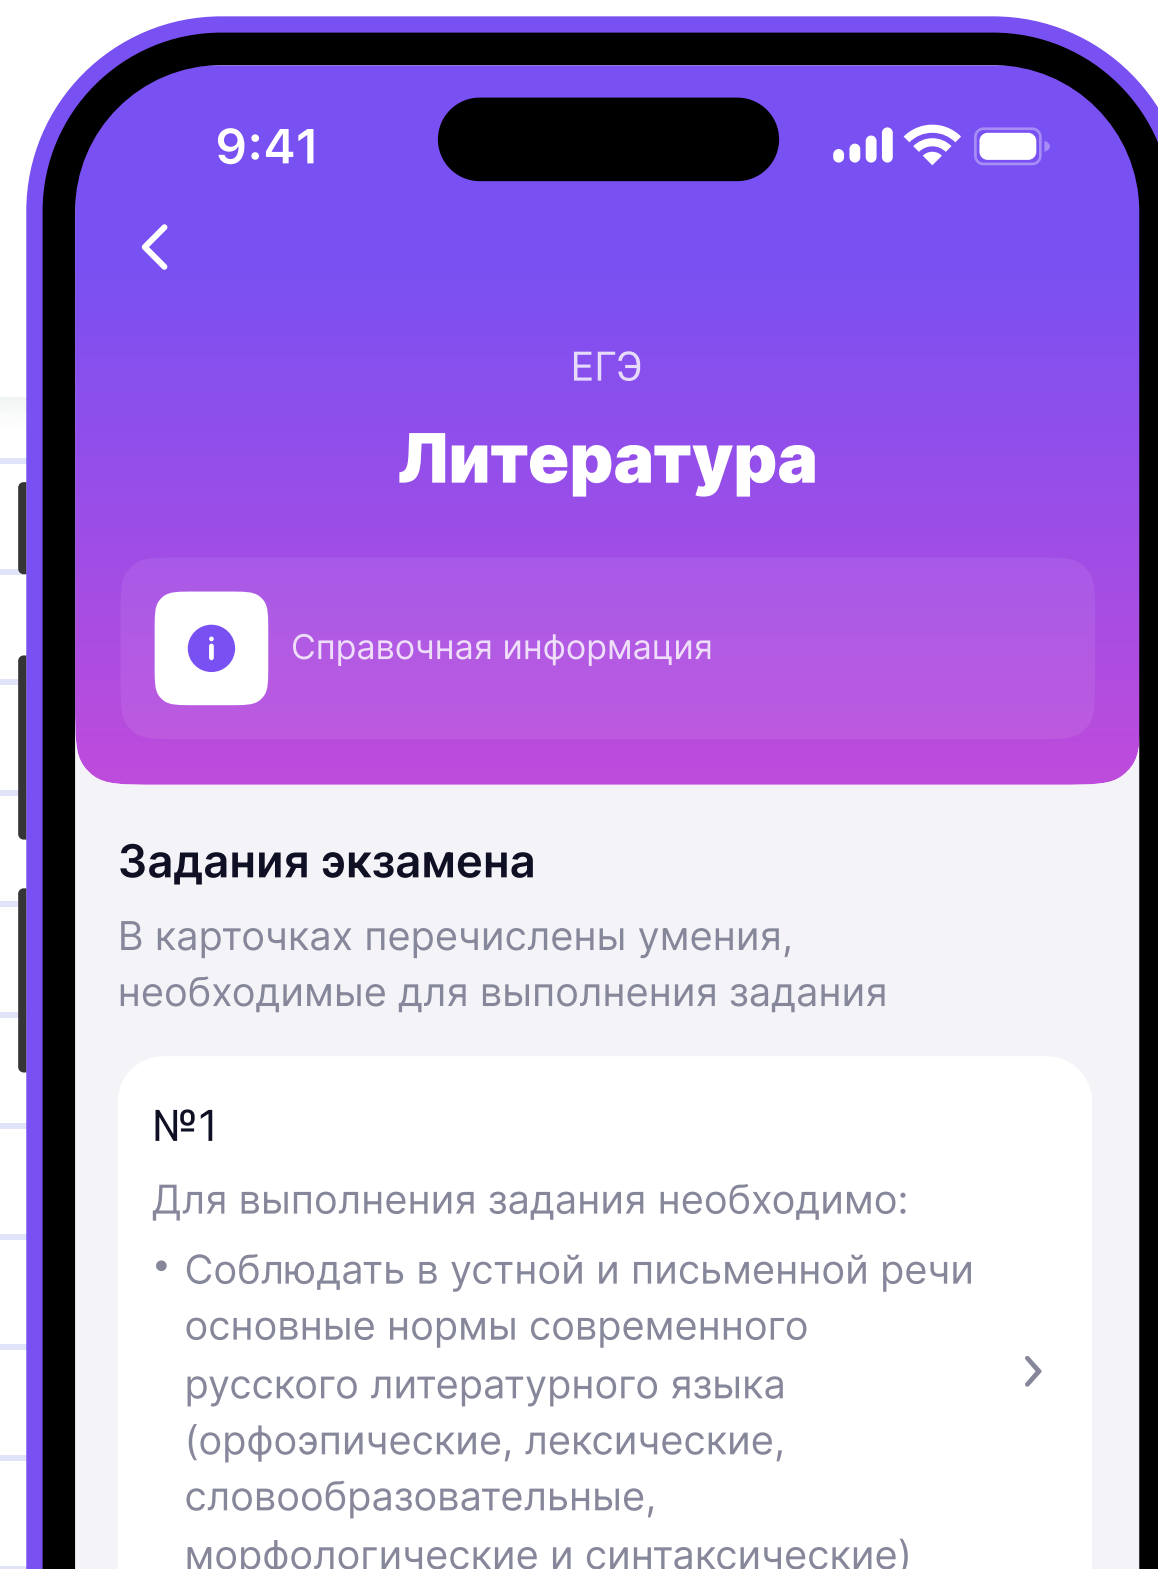 9:41
ЕГЭ
Литература
Справочная информация
Задания экзамена
В карточках перечислены умения,
необходимые для выполнения задания
№1
Для выполнения задания необходимо:
• Соблюдать в устной и письменной речи
основные нормы современного
русского литературного языка
(орфоэпические, лексические,
словообразовательные,
морфологические и синтаксические)